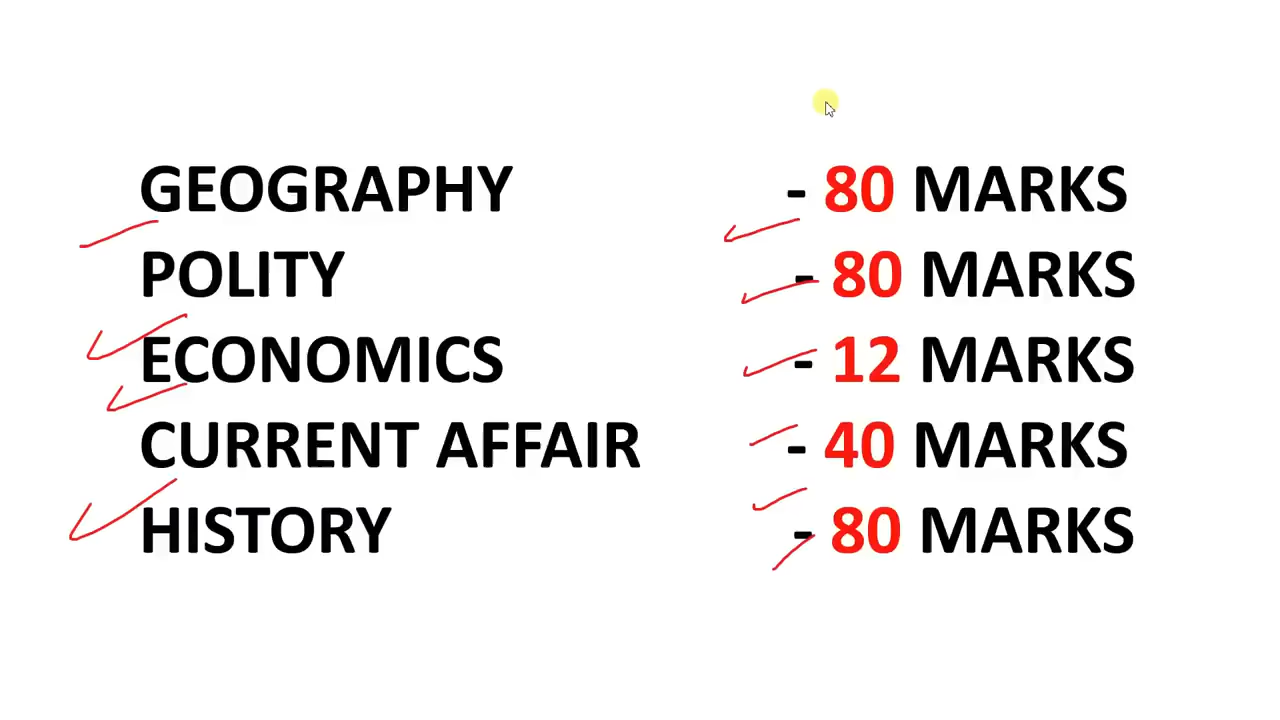 GEOGRAPHY - 80 MARKS
POLITY - 80 MARKS
ECONOMICS - 12 MARKS
CURRENT AFFAIR - 40 MARKS
HISTORY - 80 MARKS